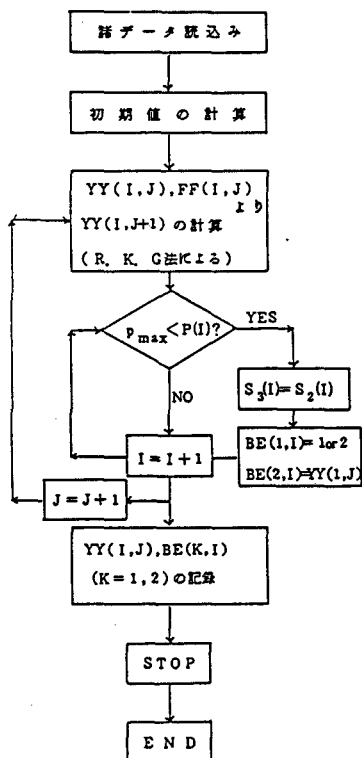 諸データ読込み
初期値の計算
YY(I,J),FF(I,J)
より
YY(I,J+1)の計算
(R. K. G法による)
p max < P(I)?
YES
NO
S₃(I)=S₂(I)
BE(1,I)=1or2
BE(2,I)=YY(1,J)
I=I+1
J=J+1
YY(I,J),BE(K,I)
(K=1,2)の記録
STOP
END